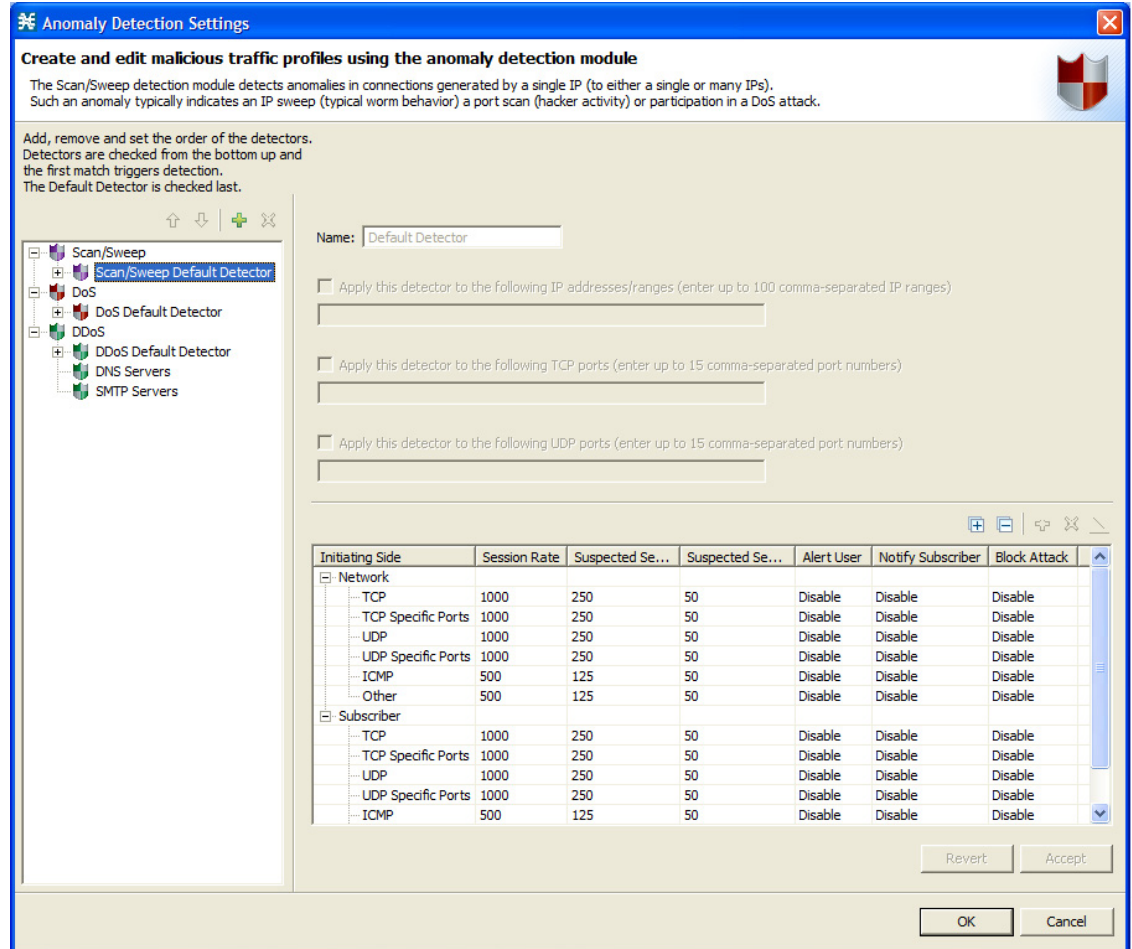 Anomaly Detection Settings
Create and edit malicious traffic profiles using the anomaly detection module
The Scan/Sweep detection module detects anomalies in connections generated by a single IP (to either a single or many IPs).
Such an anomaly typically indicates an IP sweep (typical worm behavior) a port scan (hacker activity) or participation in a DoS attack.
Add, remove and set the order of the detectors.
Detectors are checked from the bottom up and
the first match triggers detection.
The Default Detector is checked last.
Scan/Sweep
Scan/Sweep Default Detector
DoS
DoS Default Detector
DDoS
DDoS Default Detector
DNS Servers
SMTP Servers
Name: Default Detector
Apply this detector to the following IP addresses/ranges (enter up to 100 comma-separated IP ranges)
Apply this detector to the following TCP ports (enter up to 15 comma-separated port numbers)
Apply this detector to the following UDP ports (enter up to 15 comma-separated port numbers)
Initiating Side Session Rate Suspected Se... Suspected Se... Alert User Notify Subscriber Block Attack
Network
TCP 1000 250 50 Disable Disable Disable
TCP Specific Ports 1000 250 50 Disable Disable Disable
UDP 1000 250 50 Disable Disable Disable
UDP Specific Ports 1000 250 50 Disable Disable Disable
ICMP 500 125 50 Disable Disable Disable
Other 500 125 50 Disable Disable Disable
Subscriber
TCP 1000 250 50 Disable Disable Disable
TCP Specific Ports 1000 250 50 Disable Disable Disable
UDP 1000 250 50 Disable Disable Disable
UDP Specific Ports 1000 250 50 Disable Disable Disable
ICMP 500 125 50 Disable Disable Disable
Revert Accept
OK Cancel